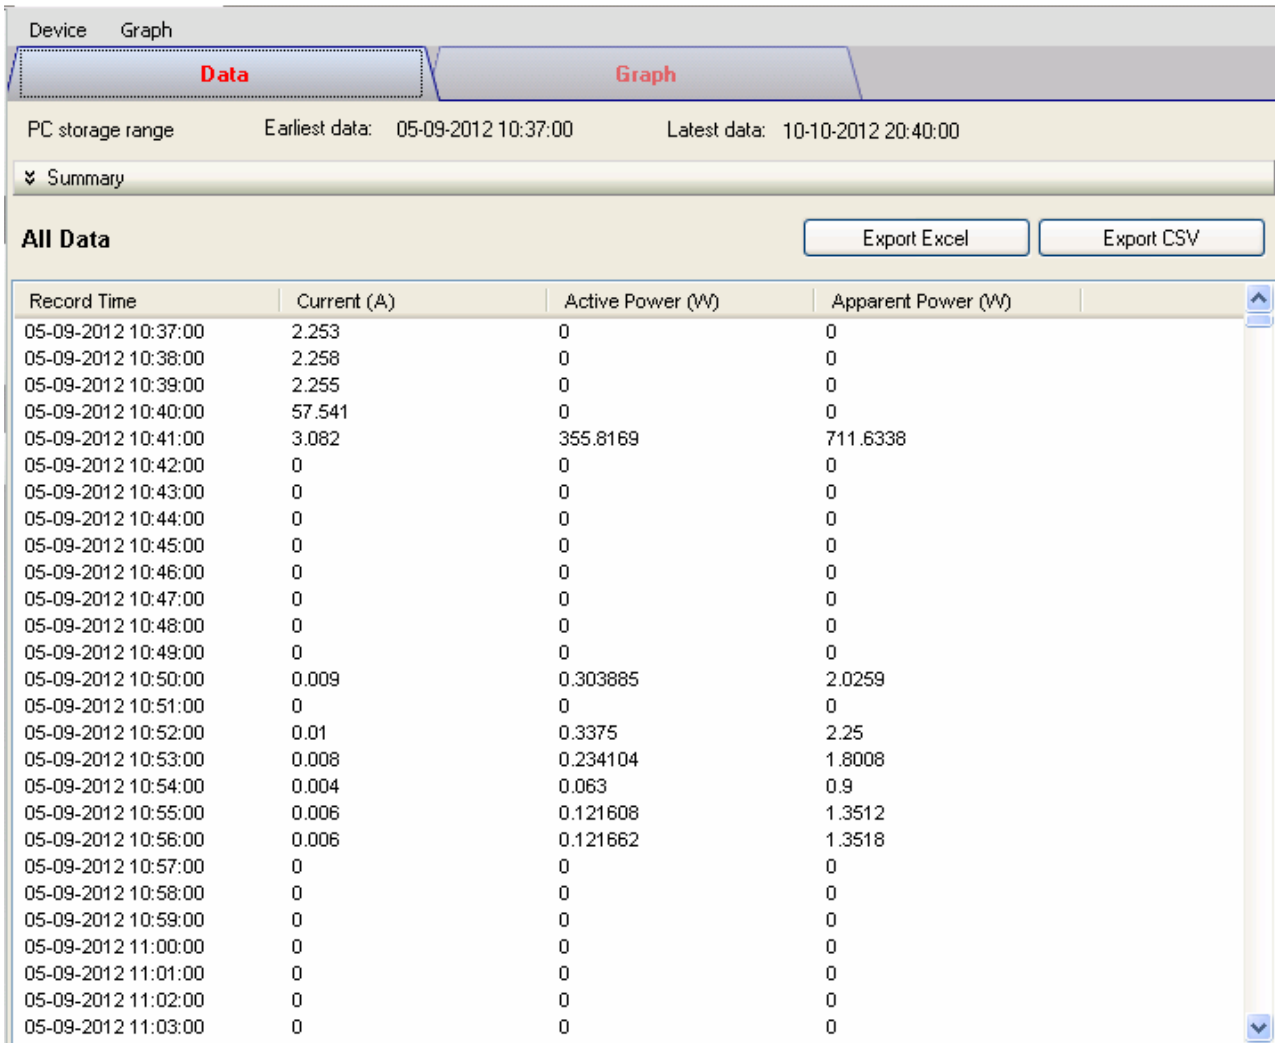 Device Graph
Data Graph
PC storage range Earliest data: 05-09-2012 10:37:00 Latest data: 10-10-2012 20:40:00
Summary
All Data Export Excel Export CSV
Record Time Current (A) Active Power (W) Apparent Power (W)
05-09-2012 10:37:00 2.253 0 0
05-09-2012 10:38:00 2.258 0 0
05-09-2012 10:39:00 2.255 0 0
05-09-2012 10:40:00 57.541 0 0
05-09-2012 10:41:00 3.082 355.8169 711.6338
05-09-2012 10:42:00 0 0 0
05-09-2012 10:43:00 0 0 0
05-09-2012 10:44:00 0 0 0
05-09-2012 10:45:00 0 0 0
05-09-2012 10:46:00 0 0 0
05-09-2012 10:47:00 0 0 0
05-09-2012 10:48:00 0 0 0
05-09-2012 10:49:00 0 0 0
05-09-2012 10:50:00 0.009 0.303885 2.0259
05-09-2012 10:51:00 0 0 0
05-09-2012 10:52:00 0.01 0.3375 2.25
05-09-2012 10:53:00 0.008 0.234104 1.8008
05-09-2012 10:54:00 0.004 0.063 0.9
05-09-2012 10:55:00 0.006 0.121608 1.3512
05-09-2012 10:56:00 0.006 0.121662 1.3518
05-09-2012 10:57:00 0 0 0
05-09-2012 10:58:00 0 0 0
05-09-2012 10:59:00 0 0 0
05-09-2012 11:00:00 0 0 0
05-09-2012 11:01:00 0 0 0
05-09-2012 11:02:00 0 0 0
05-09-2012 11:03:00 0 0 0